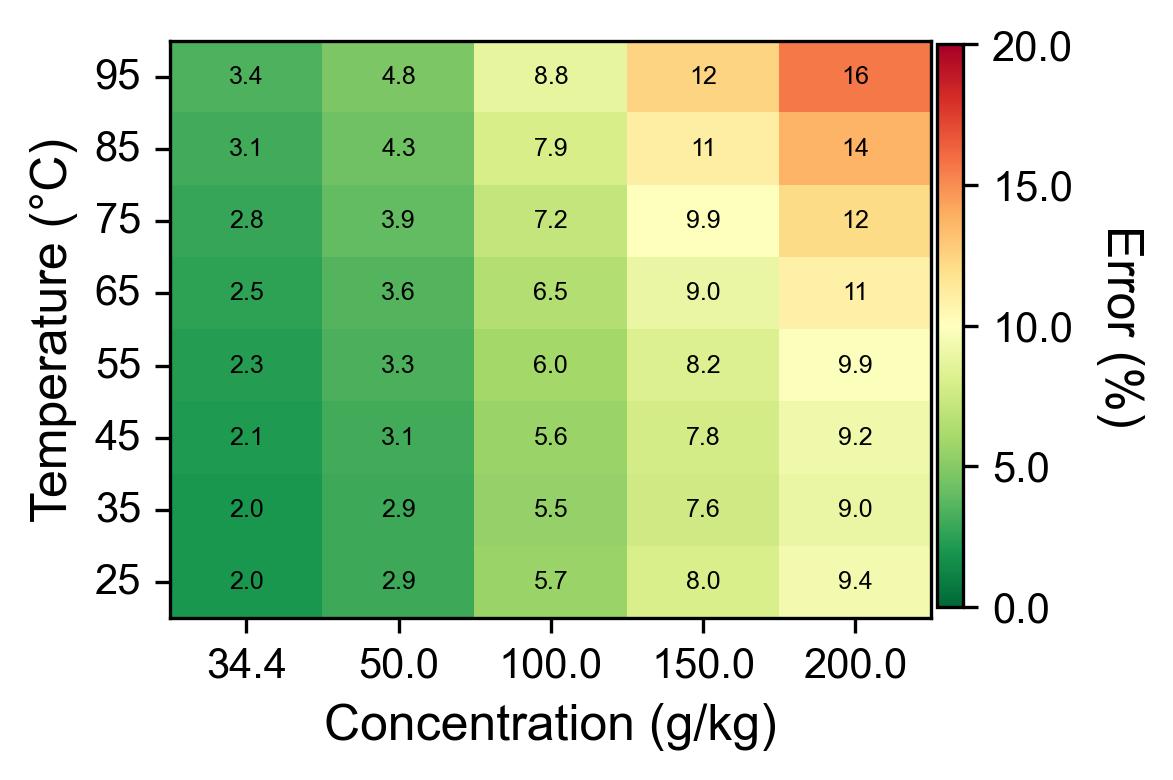 95 3.4 4.8 8.8 12 16
85 3.1 4.3 7.9 11 14
75 2.8 3.9 7.2 9.9 12
65 2.5 3.6 6.5 9.0 11
55 2.3 3.3 6.0 8.2 9.9
45 2.1 3.1 5.6 7.8 9.2
35 2.0 2.9 5.5 7.6 9.0
25 2.0 2.9 5.7 8.0 9.4
34.4 50.0 100.0 150.0 200.0
Concentration (g/kg)
Temperature (°C)
20.0
15.0
10.0
5.0
0.0
Error (%)